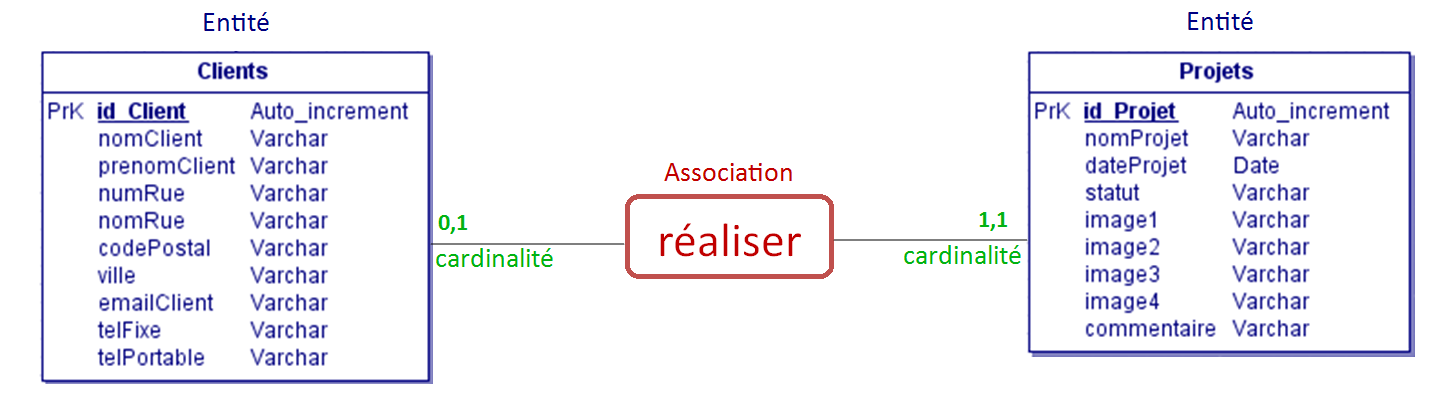 Entité
Clients
PrK id_Client Auto_increment
nomClient Varchar
prenomClient Varchar
numRue Varchar
nomRue Varchar
codePostal Varchar
ville Varchar
emailClient Varchar
telFixe Varchar
telPortable Varchar
0,1
cardinalité
Association
réaliser
1,1
cardinalité
Entité
Projets
PrK id_Projet Auto_increment
nomProjet Varchar
dateProjet Date
statut Varchar
image1 Varchar
image2 Varchar
image3 Varchar
image4 Varchar
commentaire Varchar